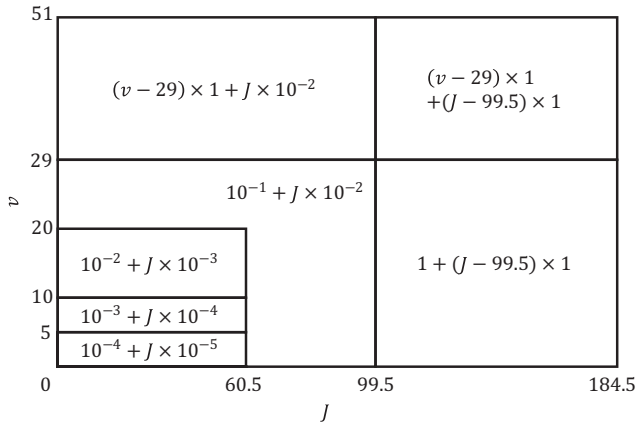 51
(v − 29) × 1 + J × 10⁻²
(v − 29) × 1
+(J − 99.5) × 1
29
10⁻¹ + J × 10⁻²
v
20
10⁻² + J × 10⁻³
1 + (J − 99.5) × 1
10
10⁻³ + J × 10⁻⁴
5
10⁻⁴ + J × 10⁻⁵
0
60.5
99.5
184.5
J